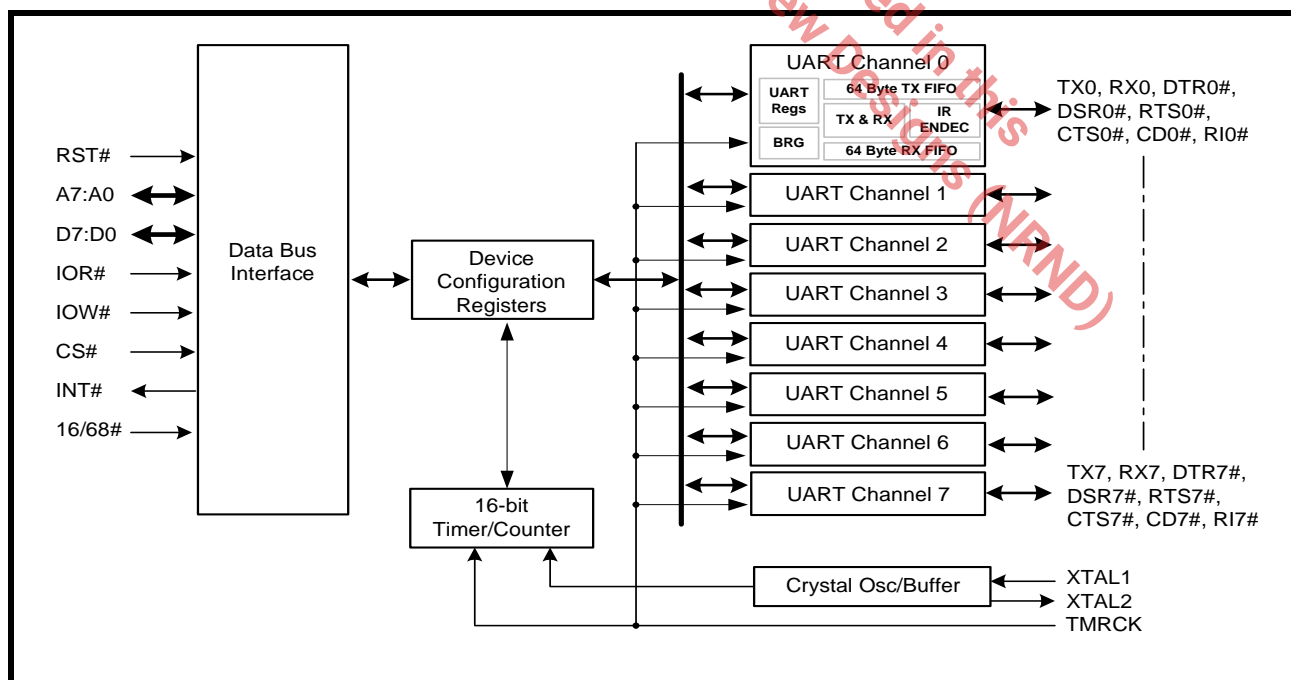 ed in this
ew Designs (NRND)
RST#
A7:A0
D7:D0
IOR#
IOW#
CS#
INT#
16/68#
Data Bus
Interface
Device
Configuration
Registers
16-bit
Timer/Counter
UART Channel 0
UART
Regs
BRG
64 Byte TX FIFO
TX & RX
IR
ENDEC
64 Byte RX FIFO
UART Channel 1
UART Channel 2
UART Channel 3
UART Channel 4
UART Channel 5
UART Channel 6
UART Channel 7
Crystal Osc/Buffer
TX0, RX0, DTR0#,
DSR0#, RTS0#,
CTS0#, CD0#, RI0#
TX7, RX7, DTR7#,
DSR7#, RTS7#,
CTS7#, CD7#, RI7#
XTAL1
XTAL2
TMRCK